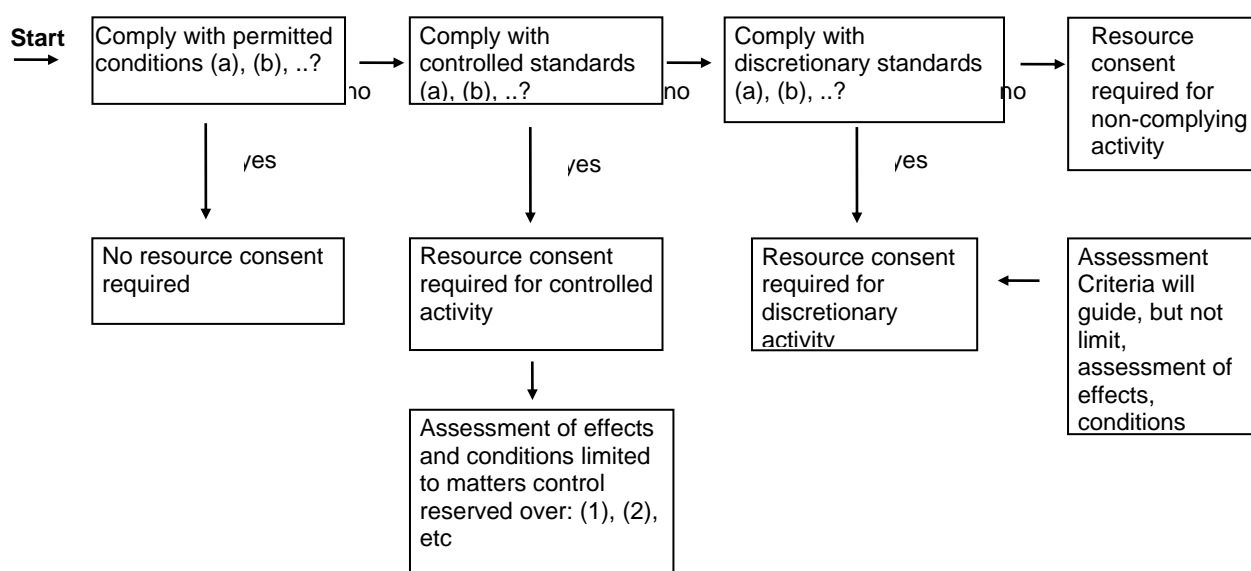 Start
Comply with permitted
conditions (a), (b), ..?
no
Comply with
controlled standards
(a), (b), ..?
no
Comply with
discretionary standards
(a), (b), ..?
no
Resource
consent
required for
non-complying
activity
yes
yes
yes
No resource consent
required
Resource consent
required for controlled
activity
Resource consent
required for
discretionary
activity
Assessment
Criteria will
guide, but not
limit,
assessment of
effects,
conditions
Assessment of effects
and conditions limited
to matters control
reserved over: (1), (2),
etc